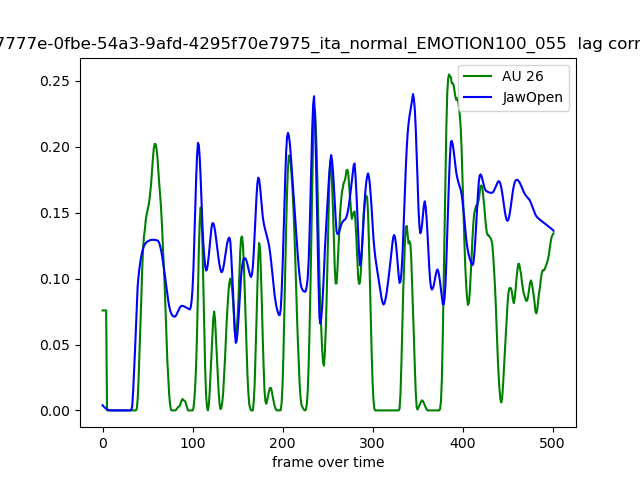 7777e-0fbe-54a3-9afd-4295f70e7975_ita_normal_EMOTION100_055 lag corr
AU 26
JawOpen
0.25
0.20
0.15
0.10
0.05
0.00
0 100 200 300 400 500
frame over time